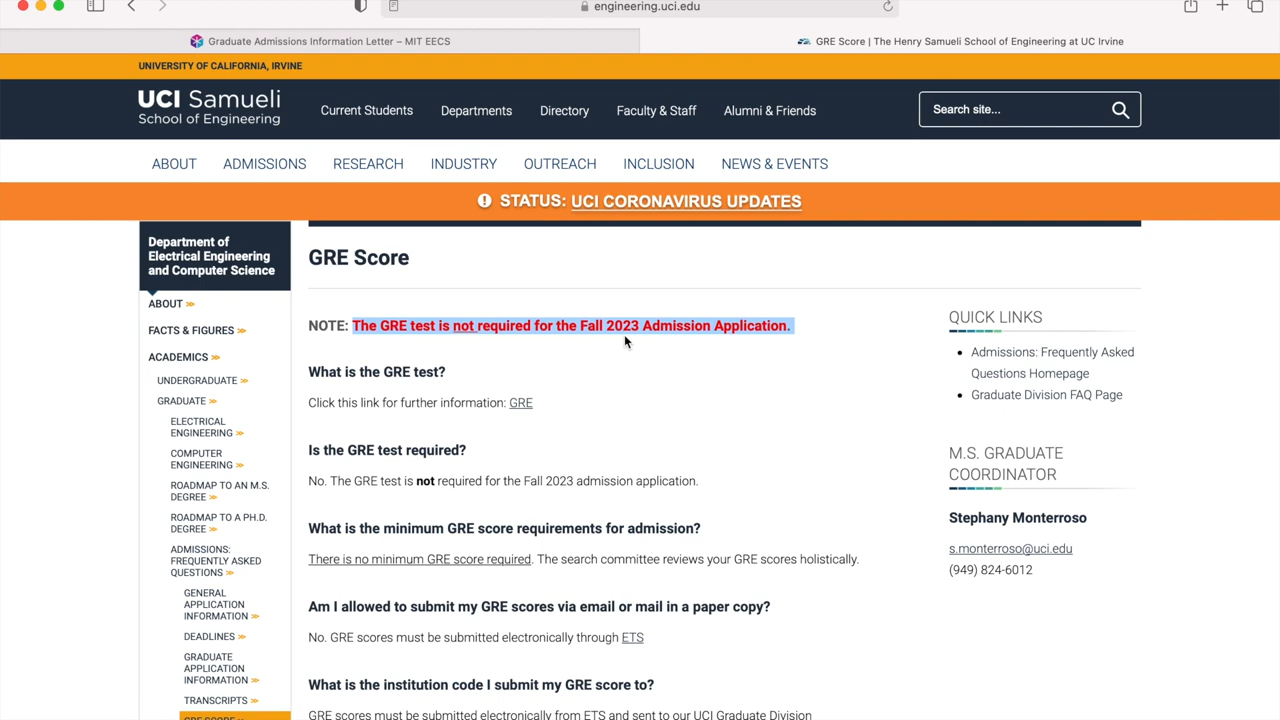 engineering.uci.edu
Graduate Admissions Information Letter – MIT EECS
GRE Score | The Henry Samueli School of Engineering at UC Irvine
UNIVERSITY OF CALIFORNIA, IRVINE
UCI Samueli
School of Engineering
Current Students
Departments
Directory
Faculty & Staff
Alumni & Friends
Search site...
ABOUT
ADMISSIONS
RESEARCH
INDUSTRY
OUTREACH
INCLUSION
NEWS & EVENTS
STATUS: UCI CORONAVIRUS UPDATES
Department of
Electrical Engineering
and Computer Science
ABOUT
FACTS & FIGURES
ACADEMICS
UNDERGRADUATE
GRADUATE
ELECTRICAL
ENGINEERING
COMPUTER
ENGINEERING
ROADMAP TO AN M.S.
DEGREE
ROADMAP TO A PH.D.
DEGREE
ADMISSIONS:
FREQUENTLY ASKED
QUESTIONS
GENERAL
APPLICATION
INFORMATION
DEADLINES
GRADUATE
APPLICATION
INFORMATION
TRANSCRIPTS
GRE SCORE
GRE Score
NOTE: The GRE test is not required for the Fall 2023 Admission Application.
What is the GRE test?
Click this link for further information: GRE
Is the GRE test required?
No. The GRE test is not required for the Fall 2023 admission application.
What is the minimum GRE score requirements for admission?
There is no minimum GRE score required. The search committee reviews your GRE scores holistically.
Am I allowed to submit my GRE scores via email or mail in a paper copy?
No. GRE scores must be submitted electronically through ETS
What is the institution code I submit my GRE score to?
GRE scores must be submitted electronically from ETS and sent to our UCI Graduate Division
QUICK LINKS
Admissions: Frequently Asked
Questions Homepage
Graduate Division FAQ Page
M.S. GRADUATE
COORDINATOR
Stephany Monterroso
s.monterroso@uci.edu
(949) 824-6012